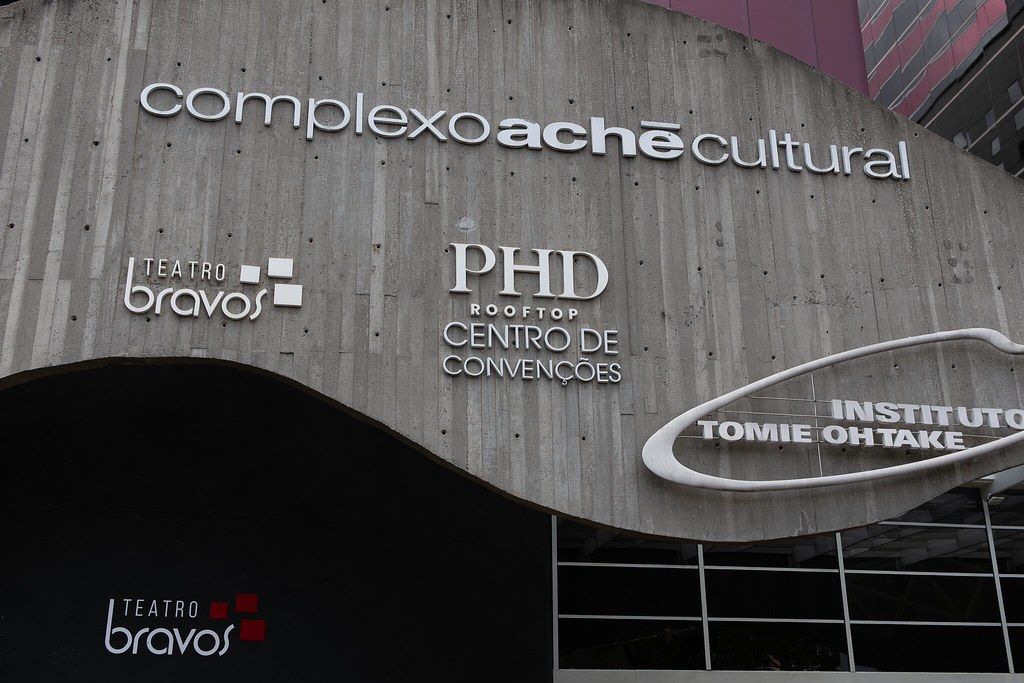 complexo achē cultural
TEATRO
bravos
PHD
ROOFTOP
CENTRO DE
CONVENÇÕES
INSTITUTO
TOMIE OHTAKE
TEATRO
bravos